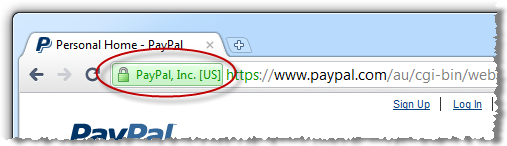 Personal Home - PayPal
PayPal, Inc. [US] https://www.paypal.com/au/cgi-bin/web
Sign Up | Log In
PayPal